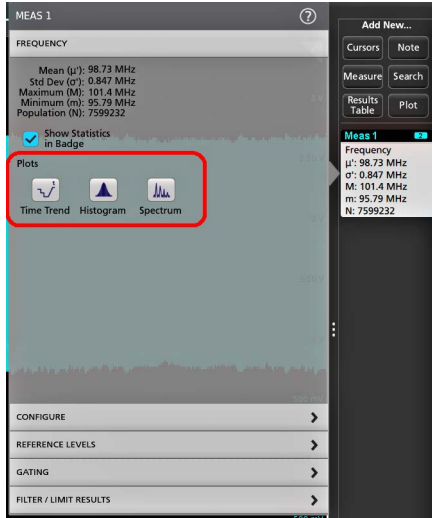 MEAS 1
?
FREQUENCY
Mean (µ'): 98.73 MHz
Std Dev (σ'): 0.847 MHz
Maximum (M): 101.4 MHz
Minimum (m): 95.79 MHz
Population (N): 7599232
Show Statistics
in Badge
Plots
Time Trend Histogram Spectrum
CONFIGURE
REFERENCE LEVELS
GATING
FILTER / LIMIT RESULTS
Add New...
Cursors Note
Measure Search
Results
Table
Plot
Meas 1 2
Frequency
µ': 98.73 MHz
σ': 0.847 MHz
M: 101.4 MHz
m: 95.79 MHz
N: 7599232